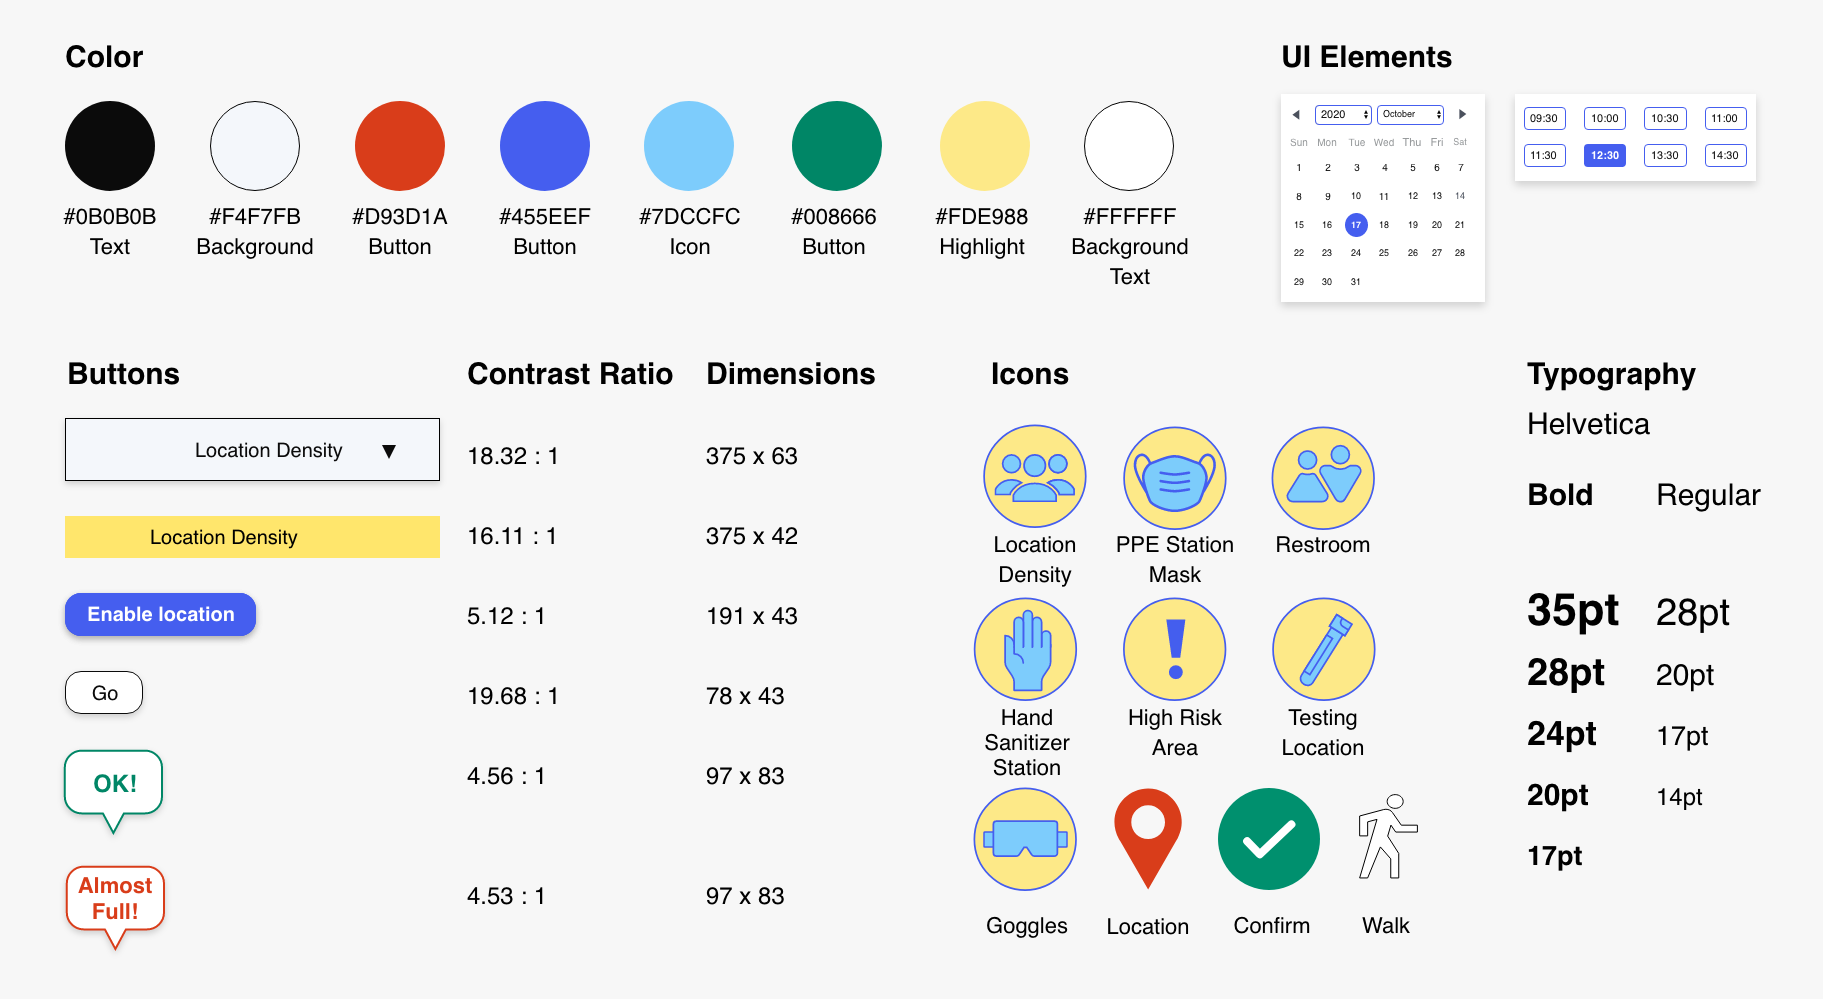 Color
#0B0B0B
Text
#F4F7FB
Background
#D93D1A
Button
#455EEF
Button
#7DCCFC
Icon
#008666
Button
#FDE988
Highlight
#FFFFFF
Background
Text
UI Elements
2020 October
Sun Mon Tue Wed Thu Fri Sat
1 2 3 4 5 6 7
8 9 10 11 12 13 14
15 16 17 18 19 20 21
22 23 24 25 26 27 28
29 30 31
09:30 10:00 10:30 11:00
11:30 12:30 13:30 14:30
Buttons Contrast Ratio Dimensions
Location Density 18.32 : 1 375 x 63
Location Density 16.11 : 1 375 x 42
Enable location 5.12 : 1 191 x 43
Go 19.68 : 1 78 x 43
OK! 4.56 : 1 97 x 83
Almost
Full!
4.53 : 1 97 x 83
Icons
Location
Density
PPE Station
Mask
Restroom
Hand
Sanitizer
Station
High Risk
Area
Testing
Location
Goggles
Location
Confirm
Walk
Typography
Helvetica
Bold Regular
35pt 28pt
28pt 20pt
24pt 17pt
20pt 14pt
17pt